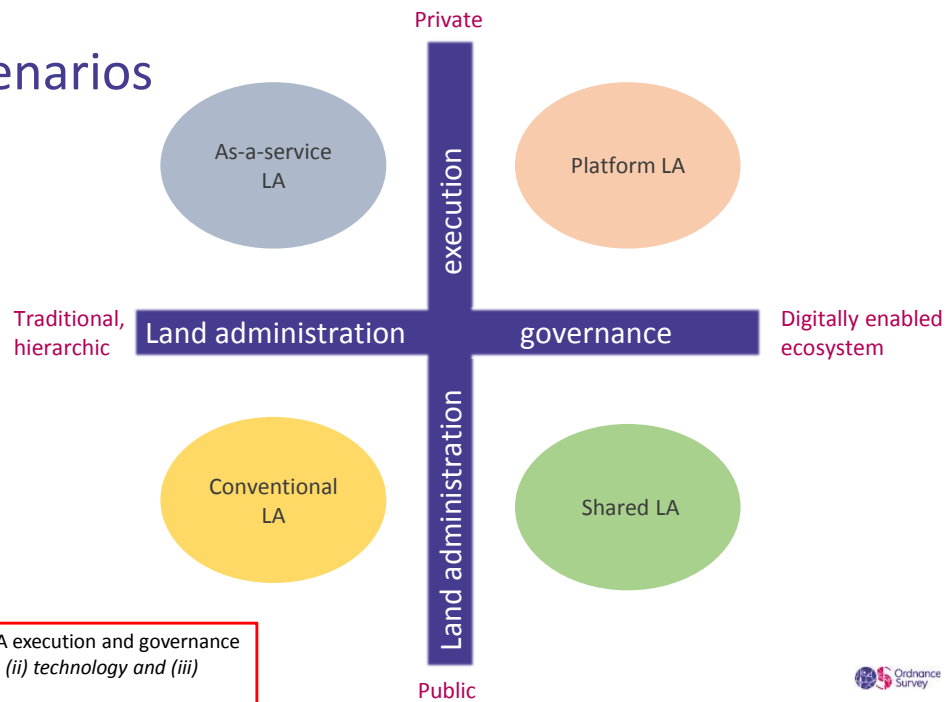 Private
enarios
As-a-service
LA
Platform LA
execution
Traditional,
hierarchic
Land administration governance
Digitally enabled
ecosystem
Conventional
LA
Shared LA
Land administration
A execution and governance
(ii) technology and (iii)
Public
Ordnance
Survey